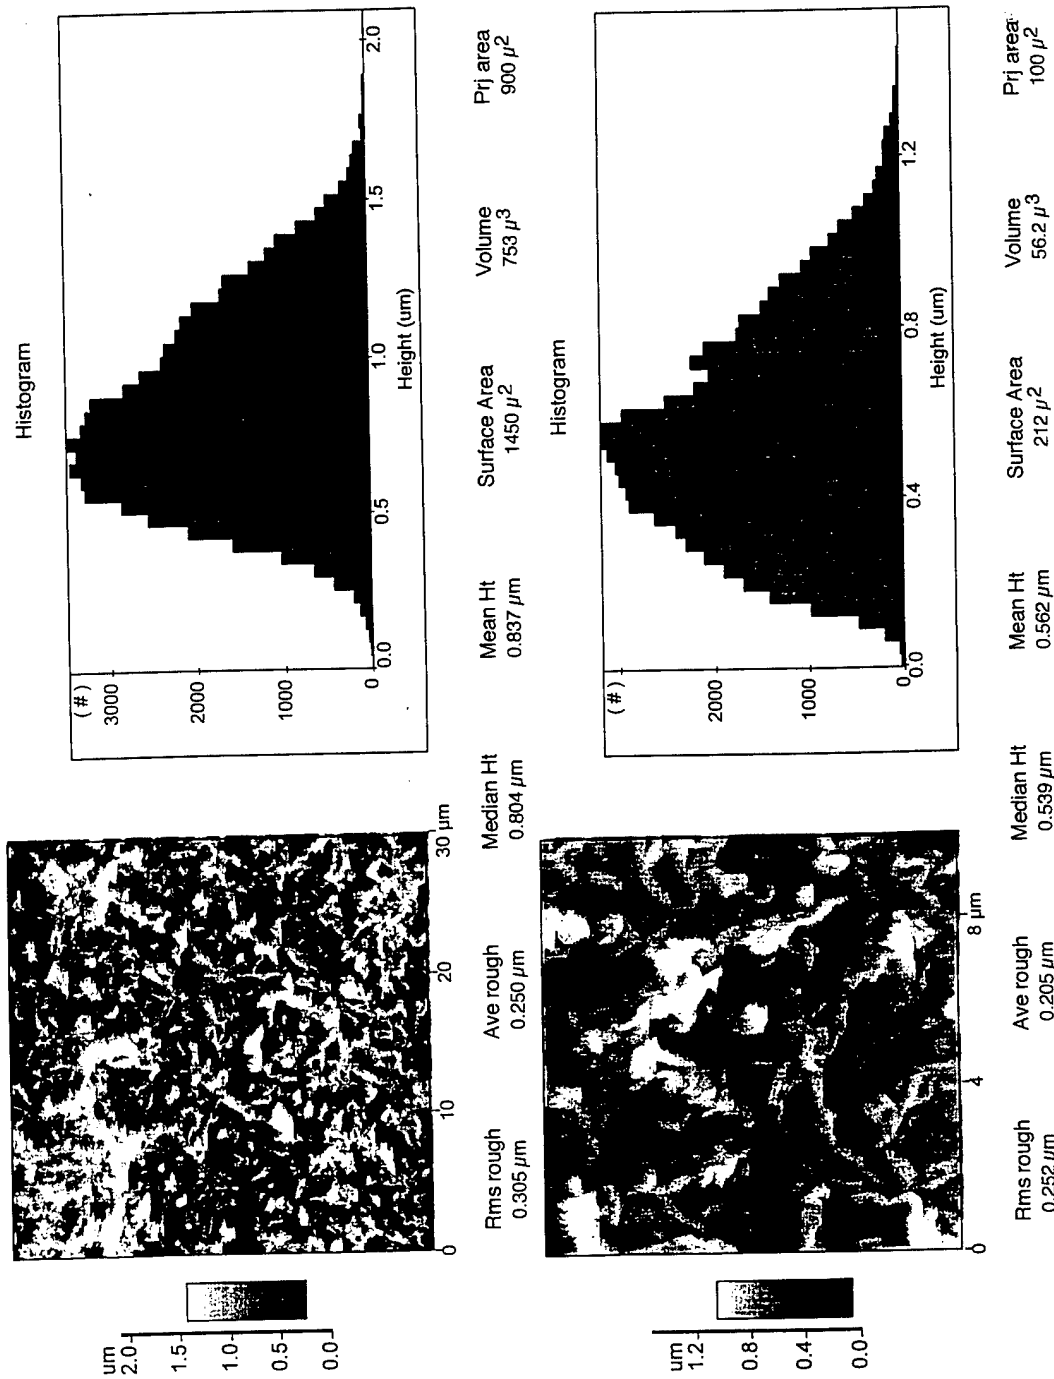 um
2.0
1.5
1.0
0.5
0.0
0
10
20
30 µm
Histogram
(#)
3000
2000
1000
0
0.0
0.5
1.0
1.5
2.0
Height (um)
Rms rough Ave rough Median Ht Mean Ht Surface Area Volume Prj area
0.305 µm 0.250 µm 0.804 µm 0.837 µm 1450 µ2 753 µ3 900 µ2
um
1.2
0.8
0.4
0.0
0
4
8 µm
Histogram
(#)
2000
1000
0
0.0
0.4
0.8
1.2
Height (um)
Rms rough Ave rough Median Ht Mean Ht Surface Area Volume Prj area
0.252 µm 0.205 µm 0.539 µm 0.562 µm 212 µ2 56.2 µ3 100 µ2